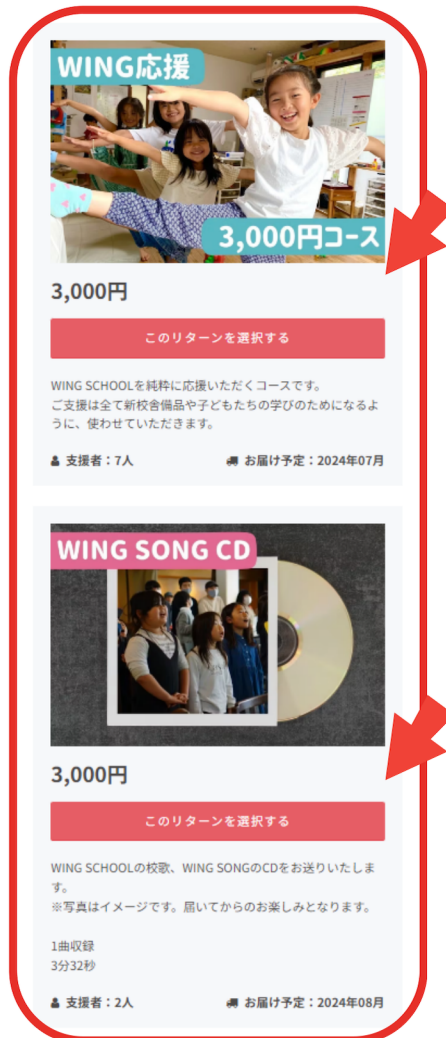 WING応援
3,000円コース
3,000円
このリターンを選択する
WING SCHOOLを純粋に応援いただくコースです。
ご支援は全て新校舎備品や子どもたちの学びのためになるよ
うに、使わせていただきます。
支援者：7人 お届け予定：2024年07月
WING SONG CD
3,000円
このリターンを選択する
WING SCHOOLの校歌、WING SONGのCDをお送りいたしま
す。
※写真はイメージです。届いてからのお楽しみとなります。
1曲収録
3分32秒
支援者：2人 お届け予定：2024年08月